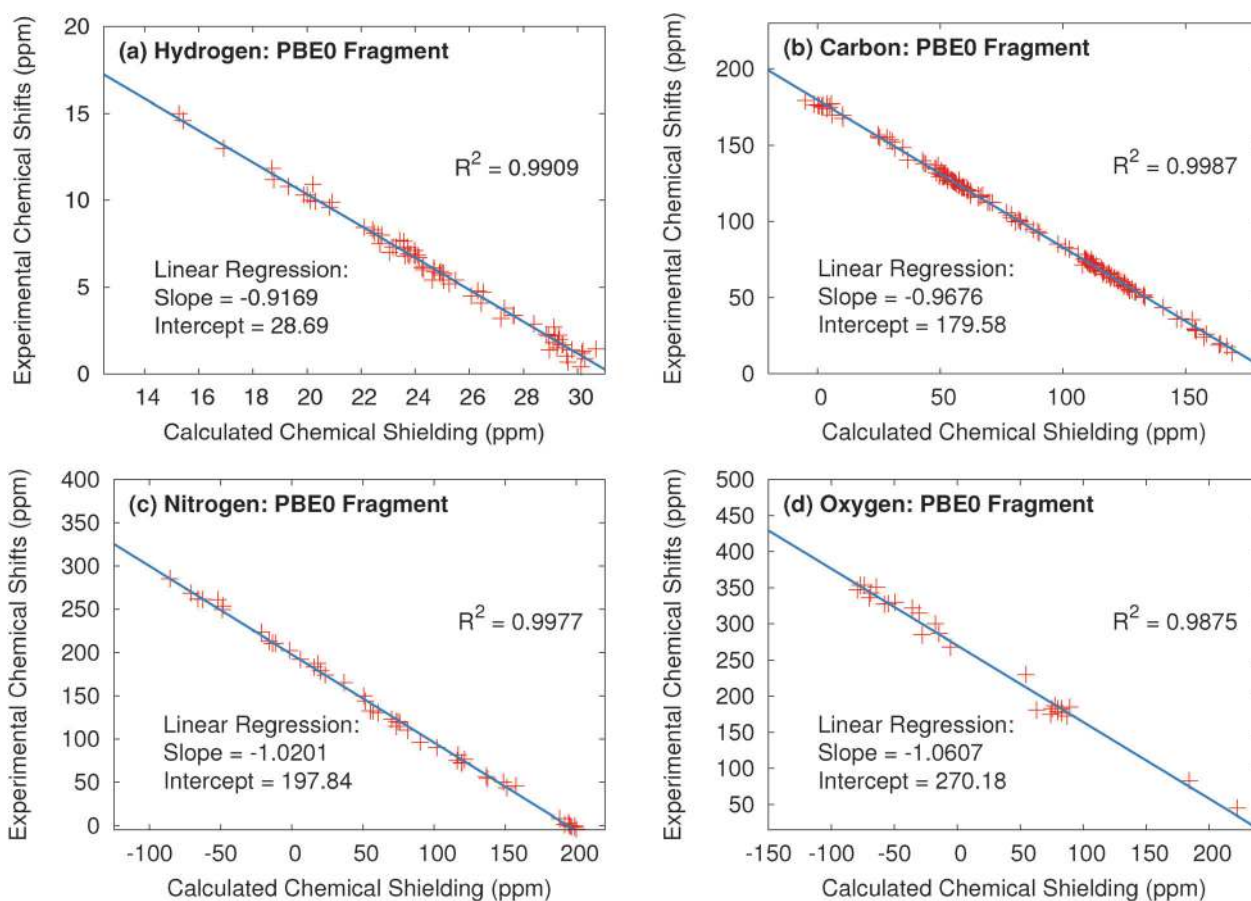 (a) Hydrogen: PBE0 Fragment
Experimental Chemical Shifts (ppm)
20
15
10
5
0
R² = 0.9909
Linear Regression:
Slope = -0.9169
Intercept = 28.69
14 16 18 20 22 24 26 28 30
Calculated Chemical Shielding (ppm)
(b) Carbon: PBE0 Fragment
Experimental Chemical Shifts (ppm)
200
150
100
50
0
R² = 0.9987
Linear Regression:
Slope = -0.9676
Intercept = 179.58
0 50 100 150
Calculated Chemical Shielding (ppm)
(c) Nitrogen: PBE0 Fragment
Experimental Chemical Shifts (ppm)
400
350
300
250
200
150
100
50
0
R² = 0.9977
Linear Regression:
Slope = -1.0201
Intercept = 197.84
-100 -50 0 50 100 150 200
Calculated Chemical Shielding (ppm)
(d) Oxygen: PBE0 Fragment
Experimental Chemical Shifts (ppm)
500
450
400
350
300
250
200
150
100
50
R² = 0.9875
Linear Regression:
Slope = -1.0607
Intercept = 270.18
-150 -100 -50 0 50 100 150 200
Calculated Chemical Shielding (ppm)